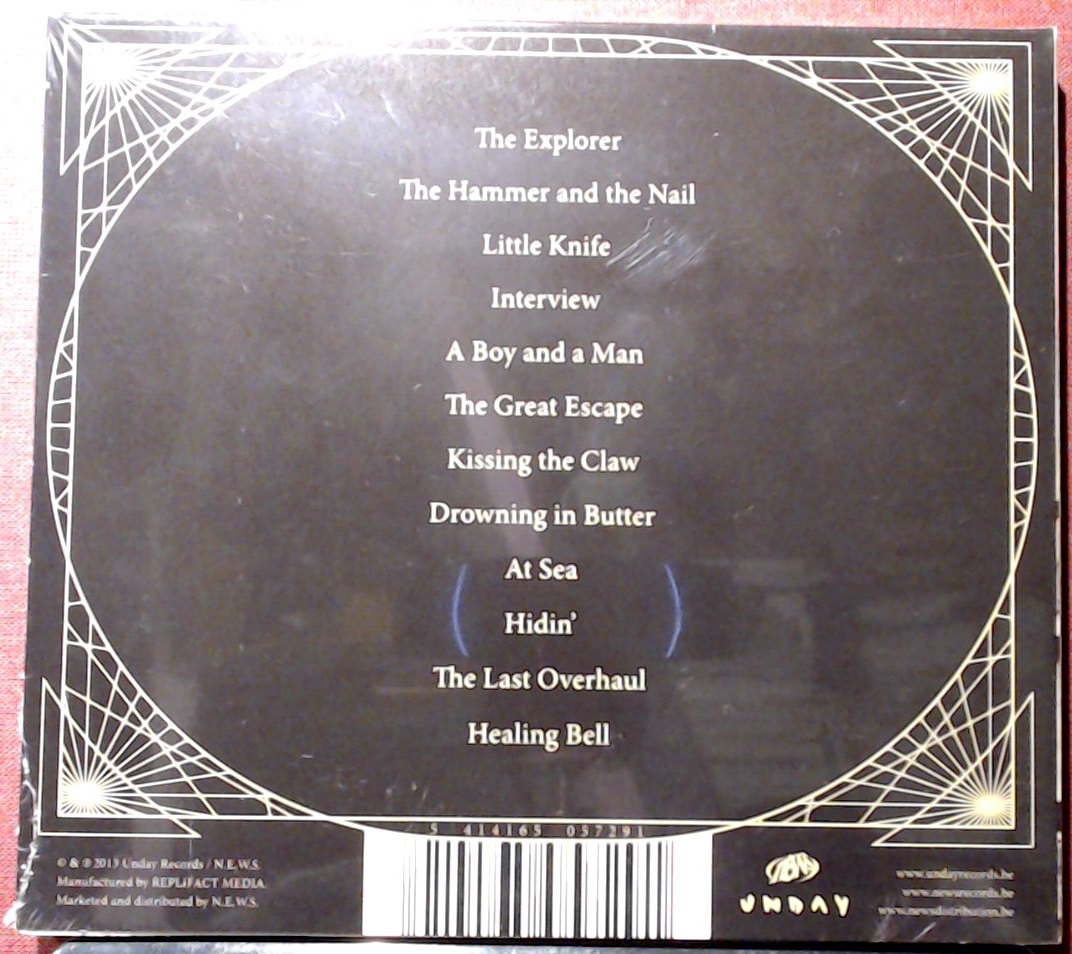 The Explorer
The Hammer and the Nail
Little Knife
Interview
A Boy and a Man
The Great Escape
Kissing the Claw
Drowning in Butter
At Sea
Hidin’
The Last Overhaul
Healing Bell
5 414165 057291
© & ℗ 2013 Unday Records / N.E.W.S.
Manufactured by REPLIFACT MEDIA
Marketed and distributed by N.E.W.S.
UNDAY
www.undayrecords.be
www.newsrecords.be
www.newsdistribution.be